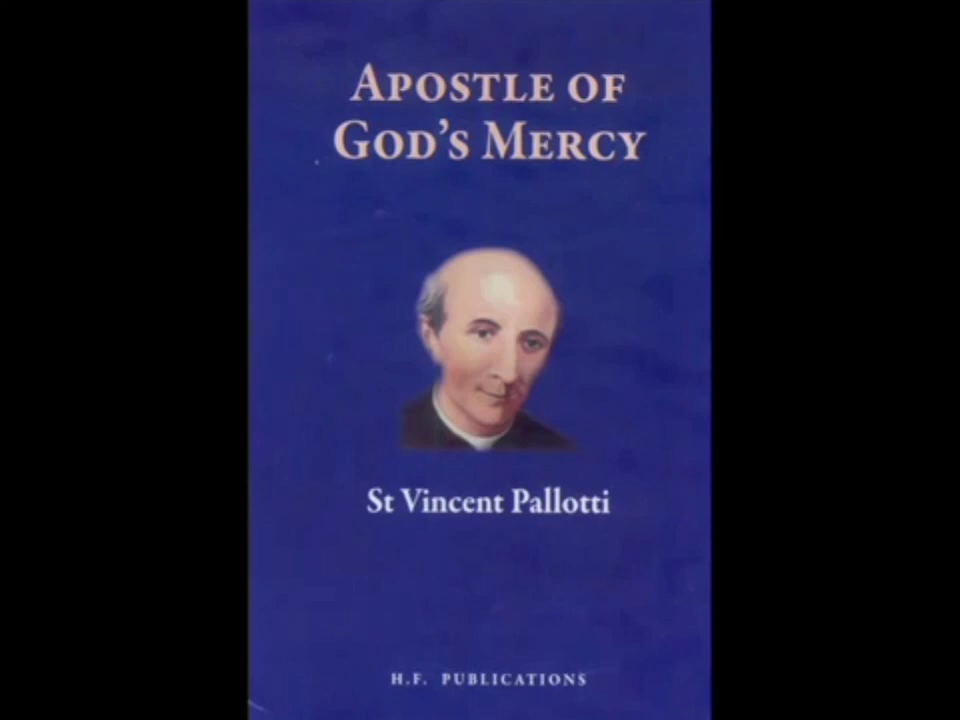 APOSTLE OF
GOD'S MERCY
St Vincent Pallotti
H.F. PUBLICATIONS